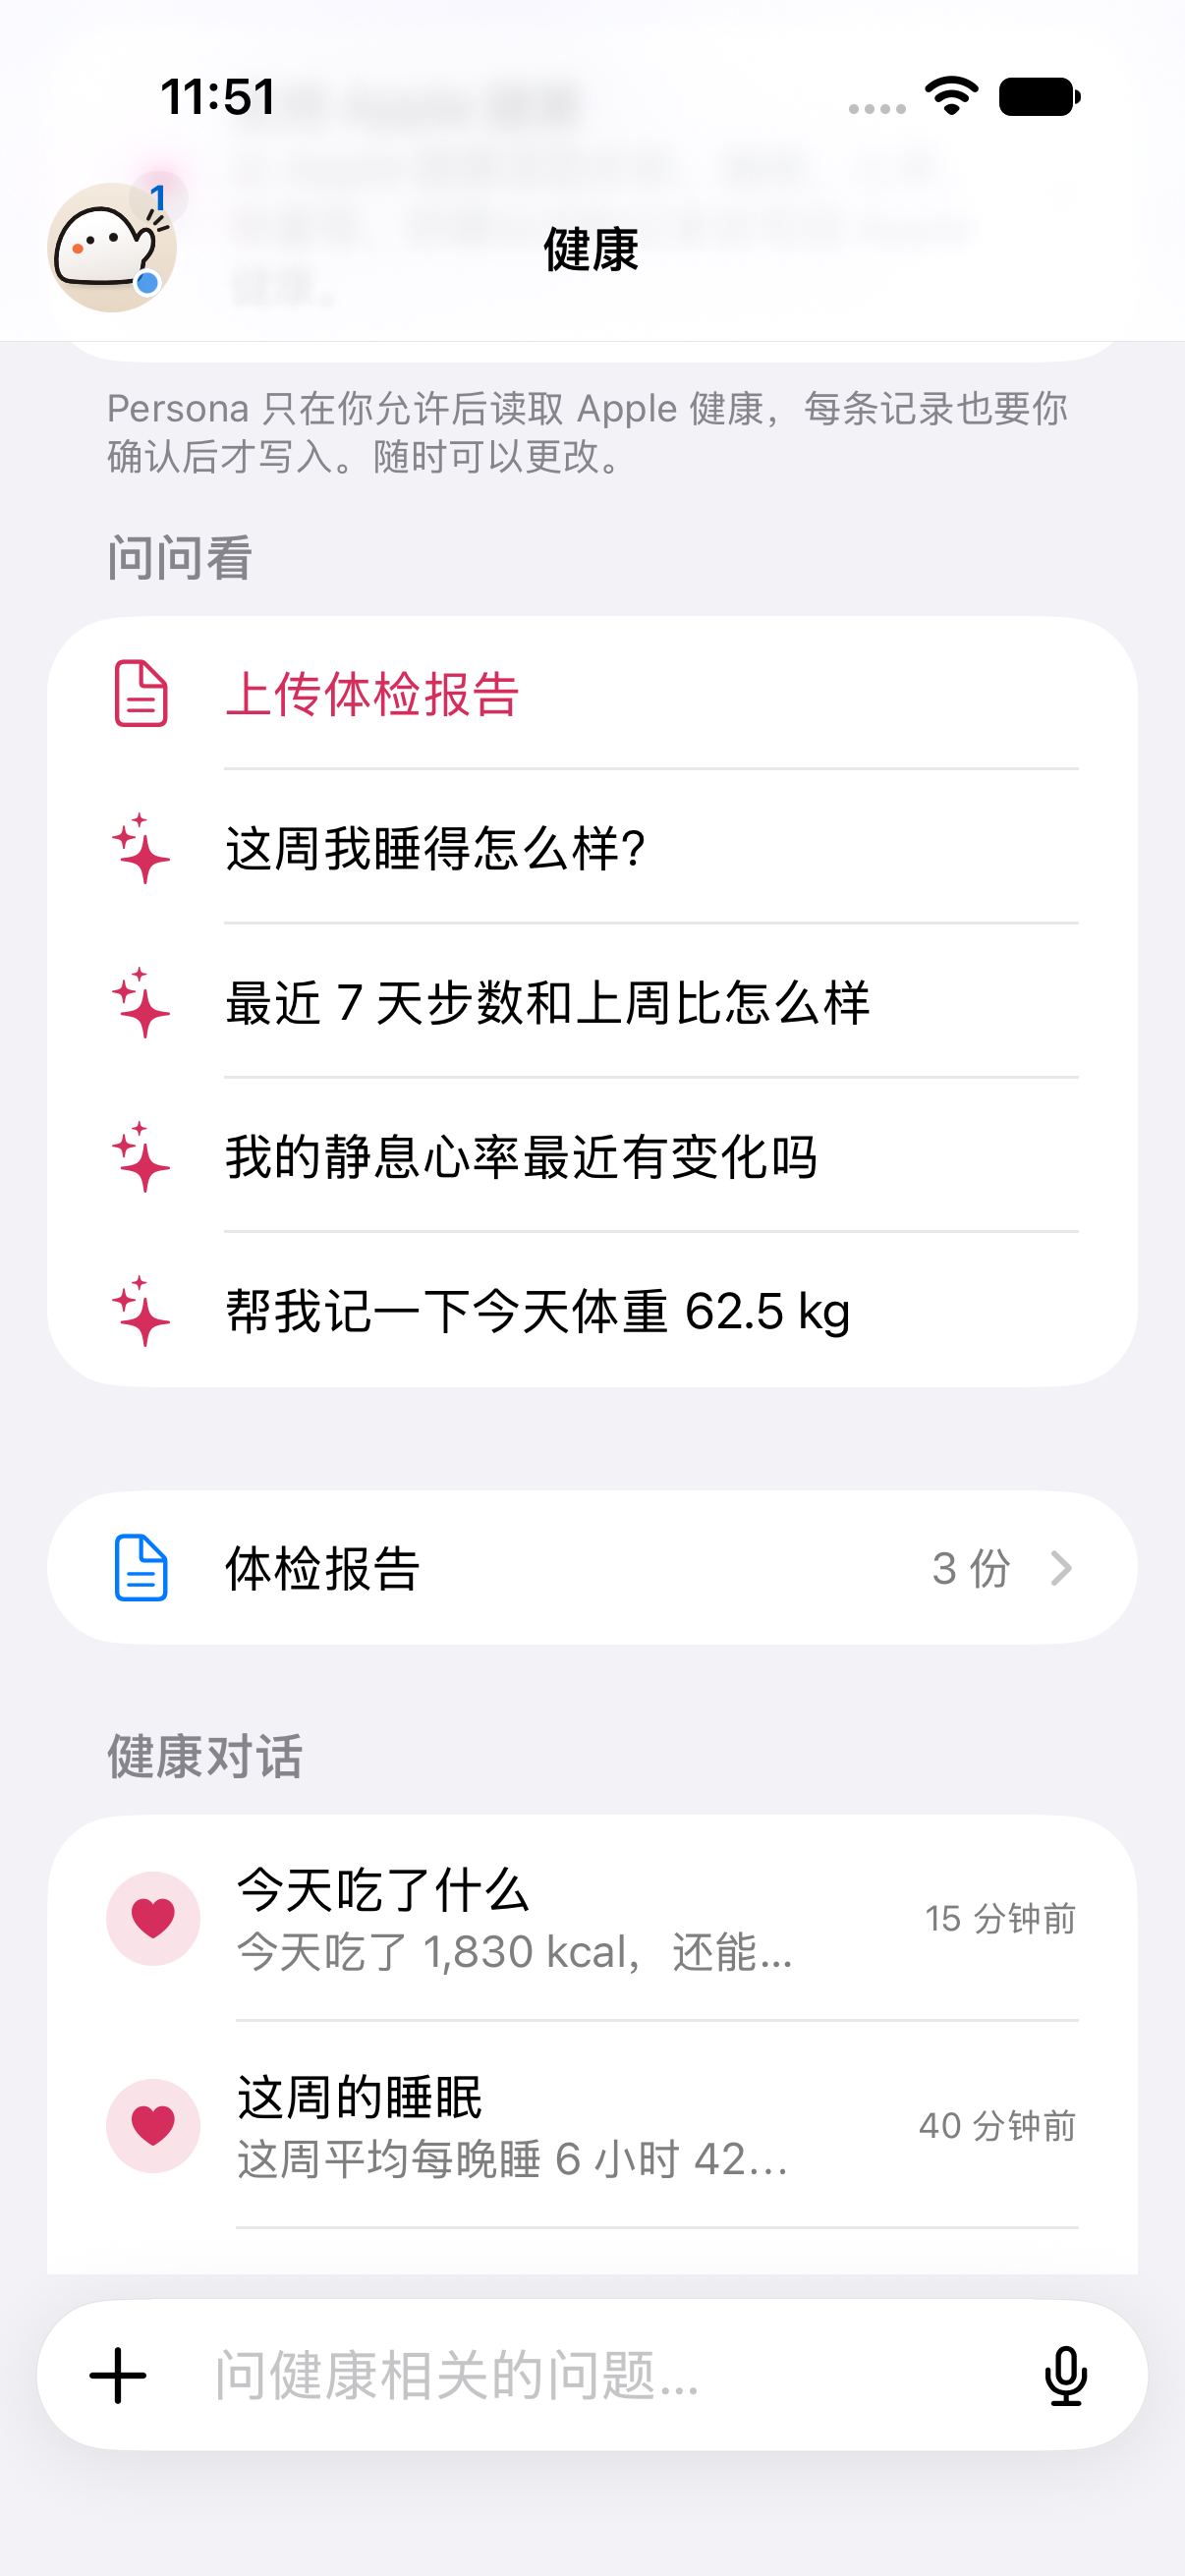 11:51
1
健康
Persona 只在你允许后读取 Apple 健康，每条记录也要你
确认后才写入。随时可以更改。
问问看
上传体检报告
这周我睡得怎么样?
最近 7 天步数和上周比怎么样
我的静息心率最近有变化吗
帮我记一下今天体重 62.5 kg
体检报告
3 份
健康对话
今天吃了什么
15 分钟前
今天吃了 1,830 kcal，还能...
这周的睡眠
40 分钟前
这周平均每晚睡 6 小时 42...
问健康相关的问题...